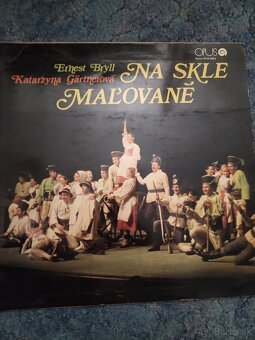 OPUS
Ernest Bryll
Katarzyna Gärtnerová
NA SKLE
MAĽOVANÉ